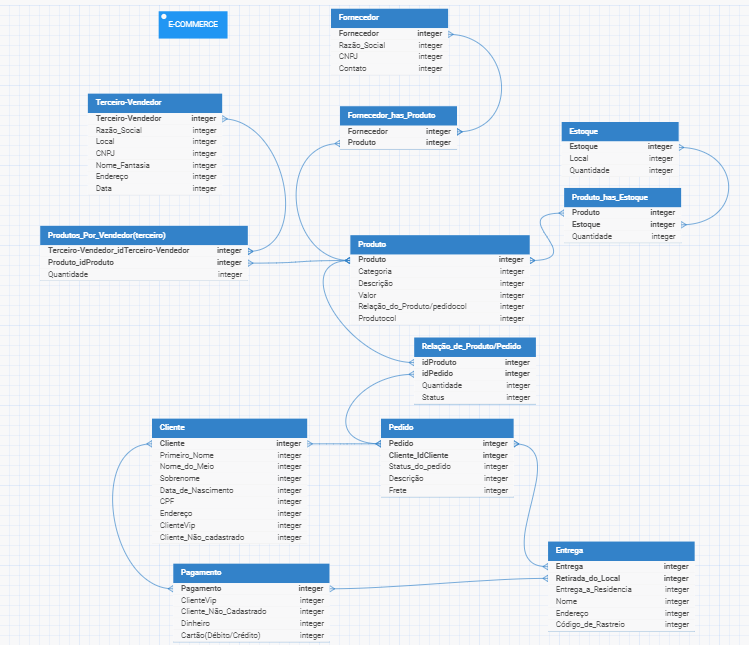 E-COMMERCE
Fornecedor
Fornecedor integer
Razão_Social integer
CNPJ integer
Contato integer
Terceiro-Vendedor
Terceiro-Vendedor integer
Razão_Social integer
Local integer
CNPJ integer
Nome_Fantasia integer
Endereço integer
Data integer
Fornecedor_has_Produto
Fornecedor integer
Produto integer
Estoque
Estoque integer
Local integer
Quantidade integer
Produto_has_Estoque
Produto integer
Estoque integer
Quantidade integer
Produtos_Por_Vendedor(terceiro)
Terceiro-Vendedor_idTerceiro-Vendedor integer
Produto_idProduto integer
Quantidade integer
Produto
Produto integer
Categoria integer
Descrição integer
Valor integer
Relação_do_Produto/pedidocol integer
Produtocol integer
Relação_de_Produto/Pedido
idProduto integer
idPedido integer
Quantidade integer
Status integer
Cliente
Cliente integer
Primeiro_Nome integer
Nome_do_Meio integer
Sobrenome integer
Data_de_Nascimento integer
CPF integer
Endereço integer
ClienteVip integer
Cliente_Não_cadastrado integer
Pedido
Pedido integer
Cliente_IdCliente integer
Status_do_pedido integer
Descrição integer
Frete integer
Pagamento
Pagamento integer
ClienteVip integer
Cliente_Não_Cadastrado integer
Dinheiro integer
Cartão(Débito/Crédito) integer
Entrega
Entrega integer
Retirada_do_Local integer
Entrega_a_Residencia integer
Nome integer
Endereço integer
Código_de_Rastreio integer